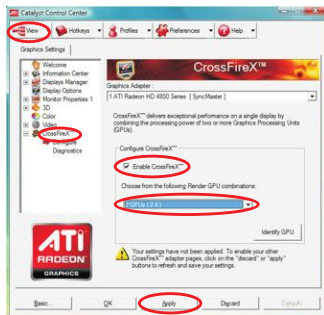 Catalyst Control Center
View Hotkeys Profiles Preferences Help
Graphics Settings
Welcome
Information Center
Displays Manager
Display Options
Monitor Properties 1
3D
Color
Video
CrossFireX
Configure
Diagnostics
CrossFireX™
Graphics Adapter
1.ATI Radeon HD 4800 Series [ SyncMaster ]
CrossFireX™ delivers exceptional performance on a single display by
combining the processing power of two or more Graphics Processing Units
(GPUs).
Configure CrossFireX™
Enable CrossFireX™
Choose from the following Render GPU combinations:
2 GPUs
Identify GPU
Your settings have not been applied. To enable your other
CrossFireX™ adapter pages, click on the "discard" or "apply"
buttons to refresh and save your settings.
ATI
RADEON
GRAPHICS
Basic... OK Apply Discard Defaults